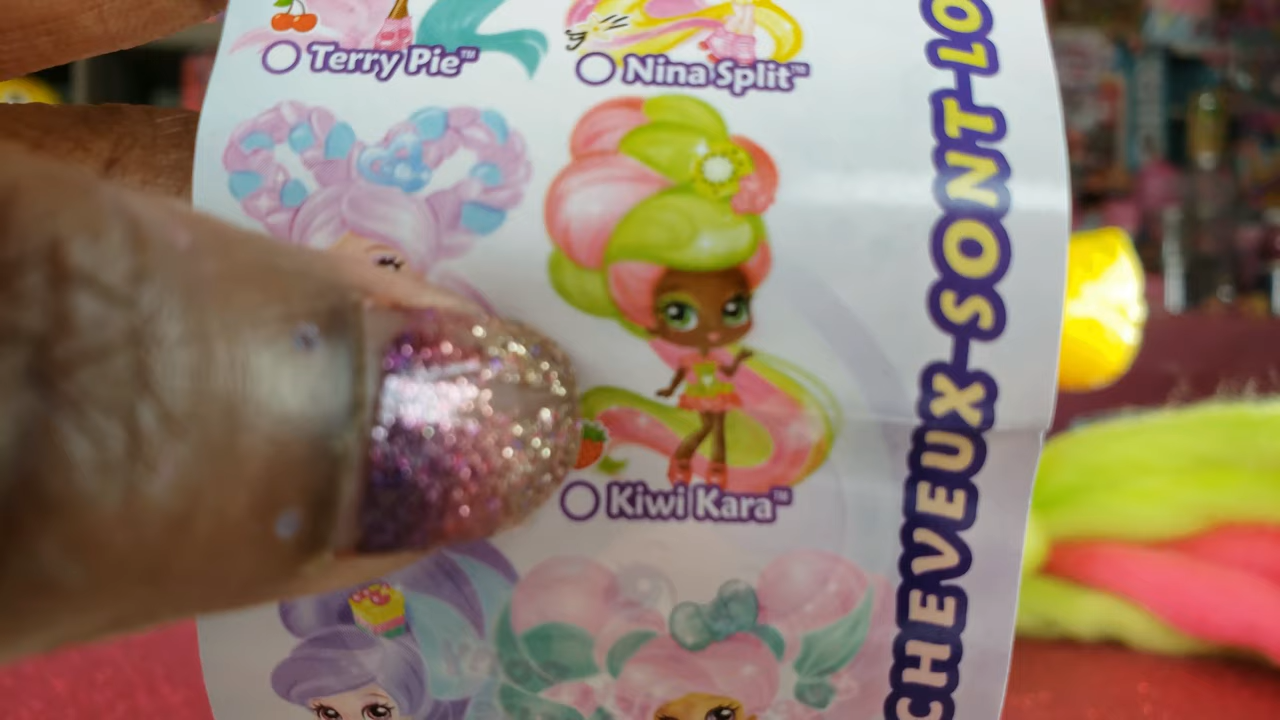 Terry Pie™
Nina Split™
Kiwi Kara™
CHEVEUX SONT LO